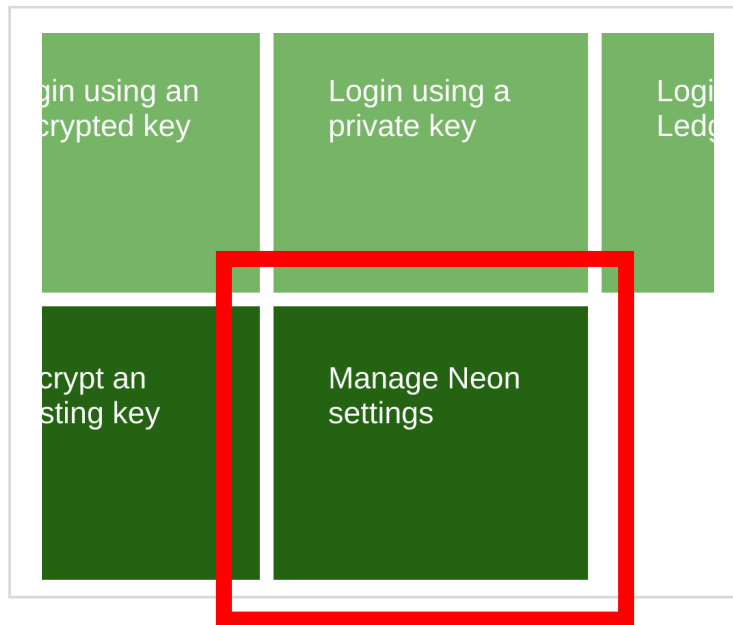 gin using an
crypted key
Login using a
private key
Logi
Ledg
crypt an
sting key
Manage Neon
settings